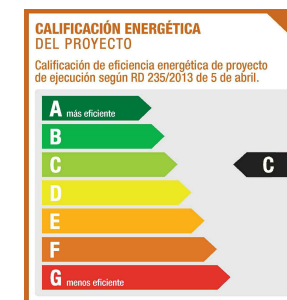 CALIFICACIÓN ENERGÉTICA
DEL PROYECTO
Calificación de eficiencia energética de proyecto
de ejecución según RD 235/2013 de 5 de abril.
A más eficiente
B
C C
D
E
F
G menos eficiente